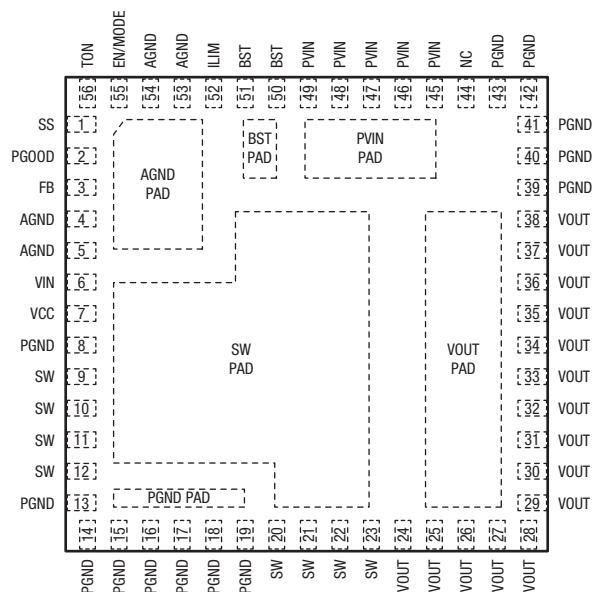 TON EN/MODE AGND AGND ILIM BST BST PVIN PVIN PVIN PVIN PVIN NC PGND PGND
56 55 54 53 52 51 50 49 48 47 46 45 44 43 42
SS 1
PGOOD 2
FB 3
AGND 4
AGND 5
VIN 6
VCC 7
PGND 8
SW 9
SW 10
SW 11
SW 12
PGND 13
AGND
PAD
BST
PAD
PVIN
PAD
SW
PAD
VOUT
PAD
PGND PAD
41 PGND
40 PGND
39 PGND
38 VOUT
37 VOUT
36 VOUT
35 VOUT
34 VOUT
33 VOUT
32 VOUT
31 VOUT
30 VOUT
29 VOUT
14 15 16 17 18 19 20 21 22 23 24 25 26 27 28
PGND PGND PGND PGND PGND PGND SW SW SW SW VOUT VOUT VOUT VOUT VOUT